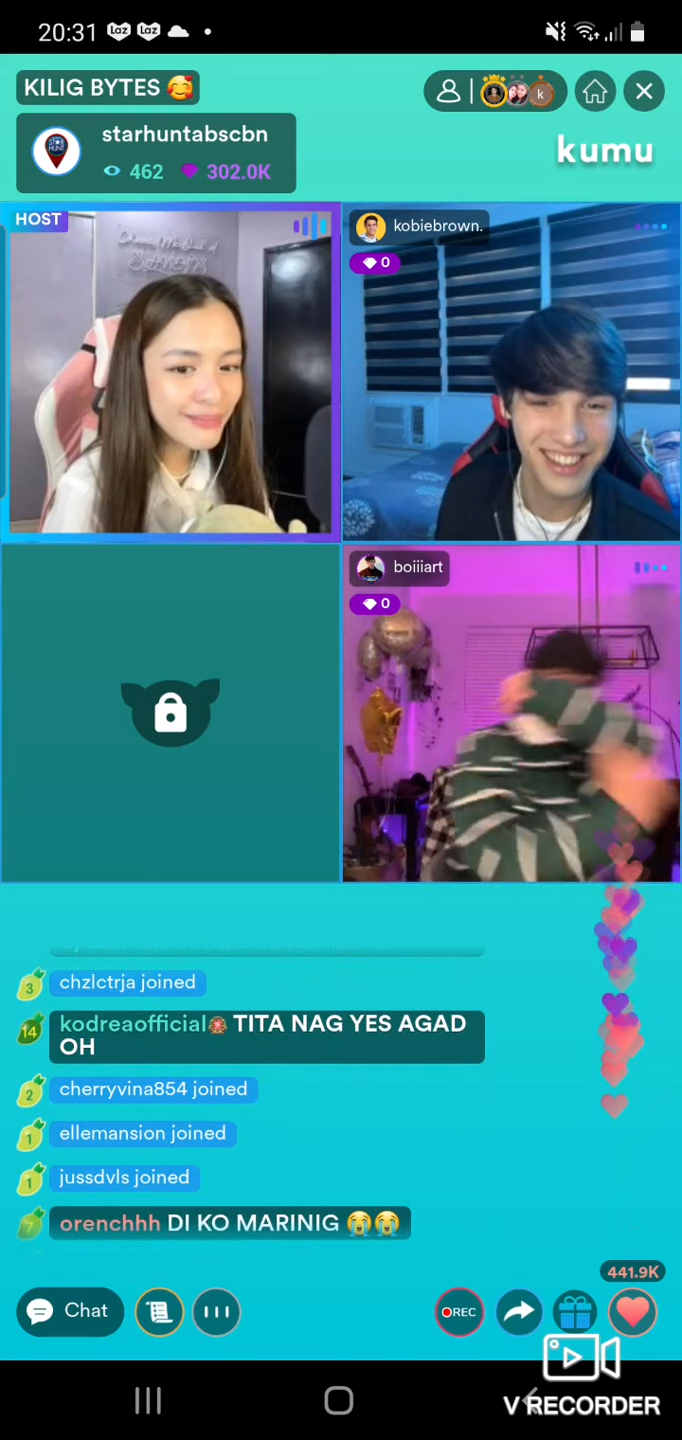 20:31 Laz Laz
KILIG BYTES 🥰
k
starhuntabscbn
462 302.0K
kumu
HOST
kobiebrown.
0
boiiiart
0
3 chzlctrja joined
14 kodreaofficial TITA NAG YES AGAD
OH
2 cherryvina854 joined
1 ellemansion joined
1 jussdvls joined
7 orenchhh DI KO MARINIG 😭😭
441.9K
Chat
REC
V RECORDER